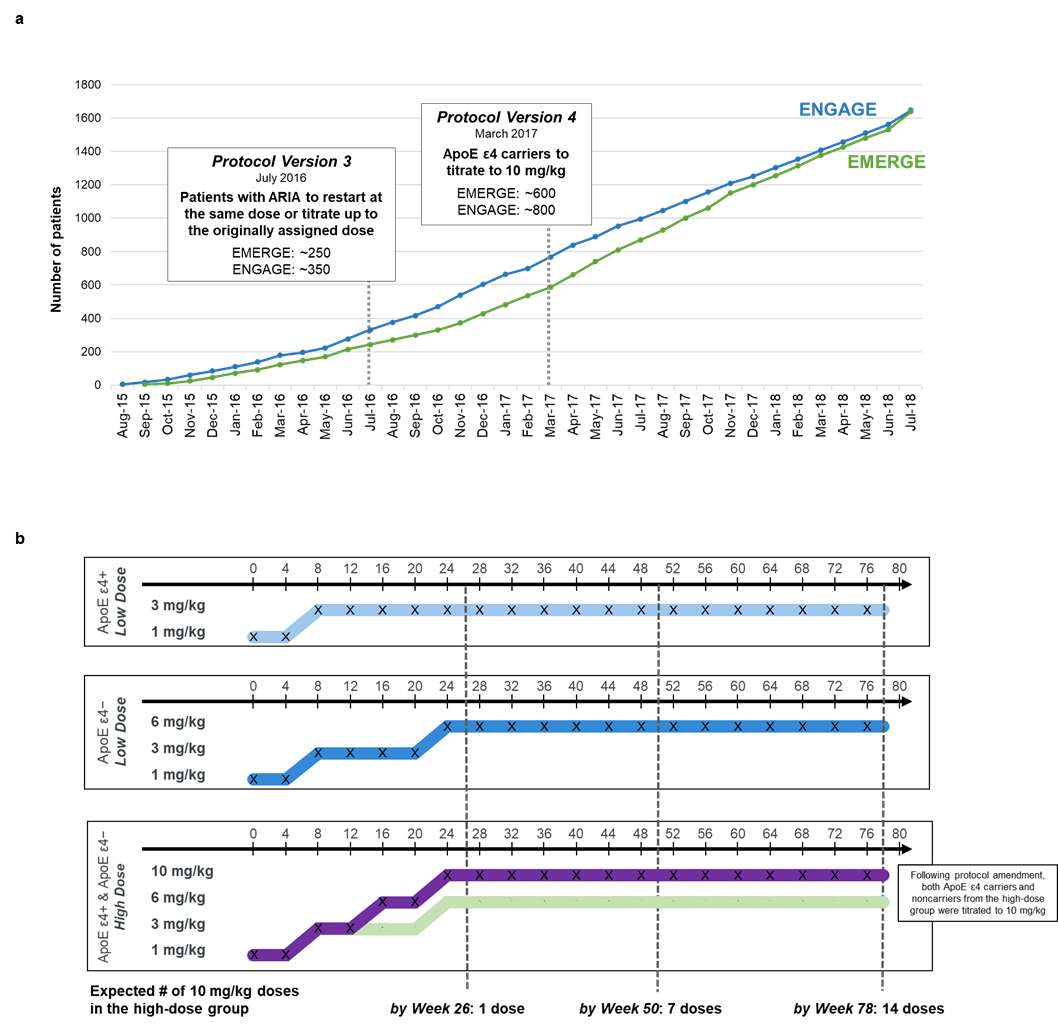 a
1800
1600
1400
1200
1000
800
600
400
200
0
Number of patients
Protocol Version 3
July 2016
Patients with ARIA to restart at
the same dose or titrate up to
the originally assigned dose
EMERGE: ~250
ENGAGE: ~350
Protocol Version 4
March 2017
ApoE ε4 carriers to
titrate to 10 mg/kg
EMERGE: ~600
ENGAGE: ~800
ENGAGE
EMERGE
Aug-15 Sep-15 Oct-15 Nov-15 Dec-15 Jan-16 Feb-16 Mar-16 Apr-16 May-16 Jun-16 Jul-16 Aug-16 Sep-16 Oct-16 Nov-16 Dec-16 Jan-17 Feb-17 Mar-17 Apr-17 May-17 Jun-17 Jul-17 Aug-17 Sep-17 Oct-17 Nov-17 Dec-17 Jan-18 Feb-18 Mar-18 Apr-18 May-18 Jun-18 Jul-18
b
ApoE ε4+
Low Dose
0 4 8 12 16 20 24 28 32 36 40 44 48 52 56 60 64 68 72 76 80
3 mg/kg
X X X X X X X X X X X X X X X X X X
1 mg/kg
X X
ApoE ε4–
Low Dose
0 4 8 12 16 20 24 28 32 36 40 44 48 52 56 60 64 68 72 76 80
6 mg/kg
X X X X X X X X X X X X X X
3 mg/kg
X X X X
1 mg/kg
X X
ApoE ε4+ & ApoE ε4–
High Dose
0 4 8 12 16 20 24 28 32 36 40 44 48 52 56 60 64 68 72 76 80
10 mg/kg
X X X X X X X X X X X X X X
6 mg/kg
X X
3 mg/kg
X X
1 mg/kg
X X
Following protocol amendment,
both ApoE ε4 carriers and
noncarriers from the high-dose
group were titrated to 10 mg/kg
Expected # of 10 mg/kg doses
in the high-dose group
by Week 26: 1 dose
by Week 50: 7 doses
by Week 78: 14 doses